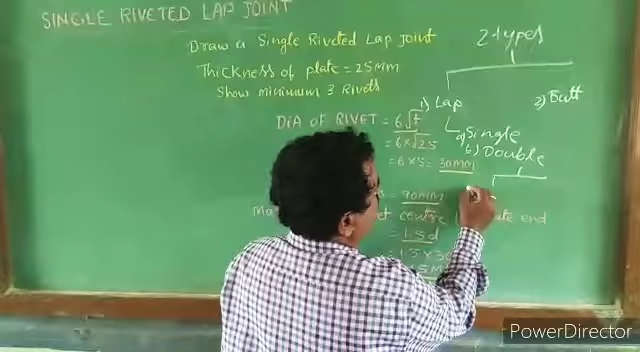 SINGLE RIVETED LAP JOINT
Draw a Single Riveted Lap Joint
Thickness of plate = 25MM
Show minimum 3 Rivets
DIA OF RIVET = 6√t
= 6×√25
= 6×5 = 30MM
= 90MM
centre
end
= 1.5d
= 1.5×30
2 types
1) Lap
2) Butt
a) Single
b) Double
PowerDirector